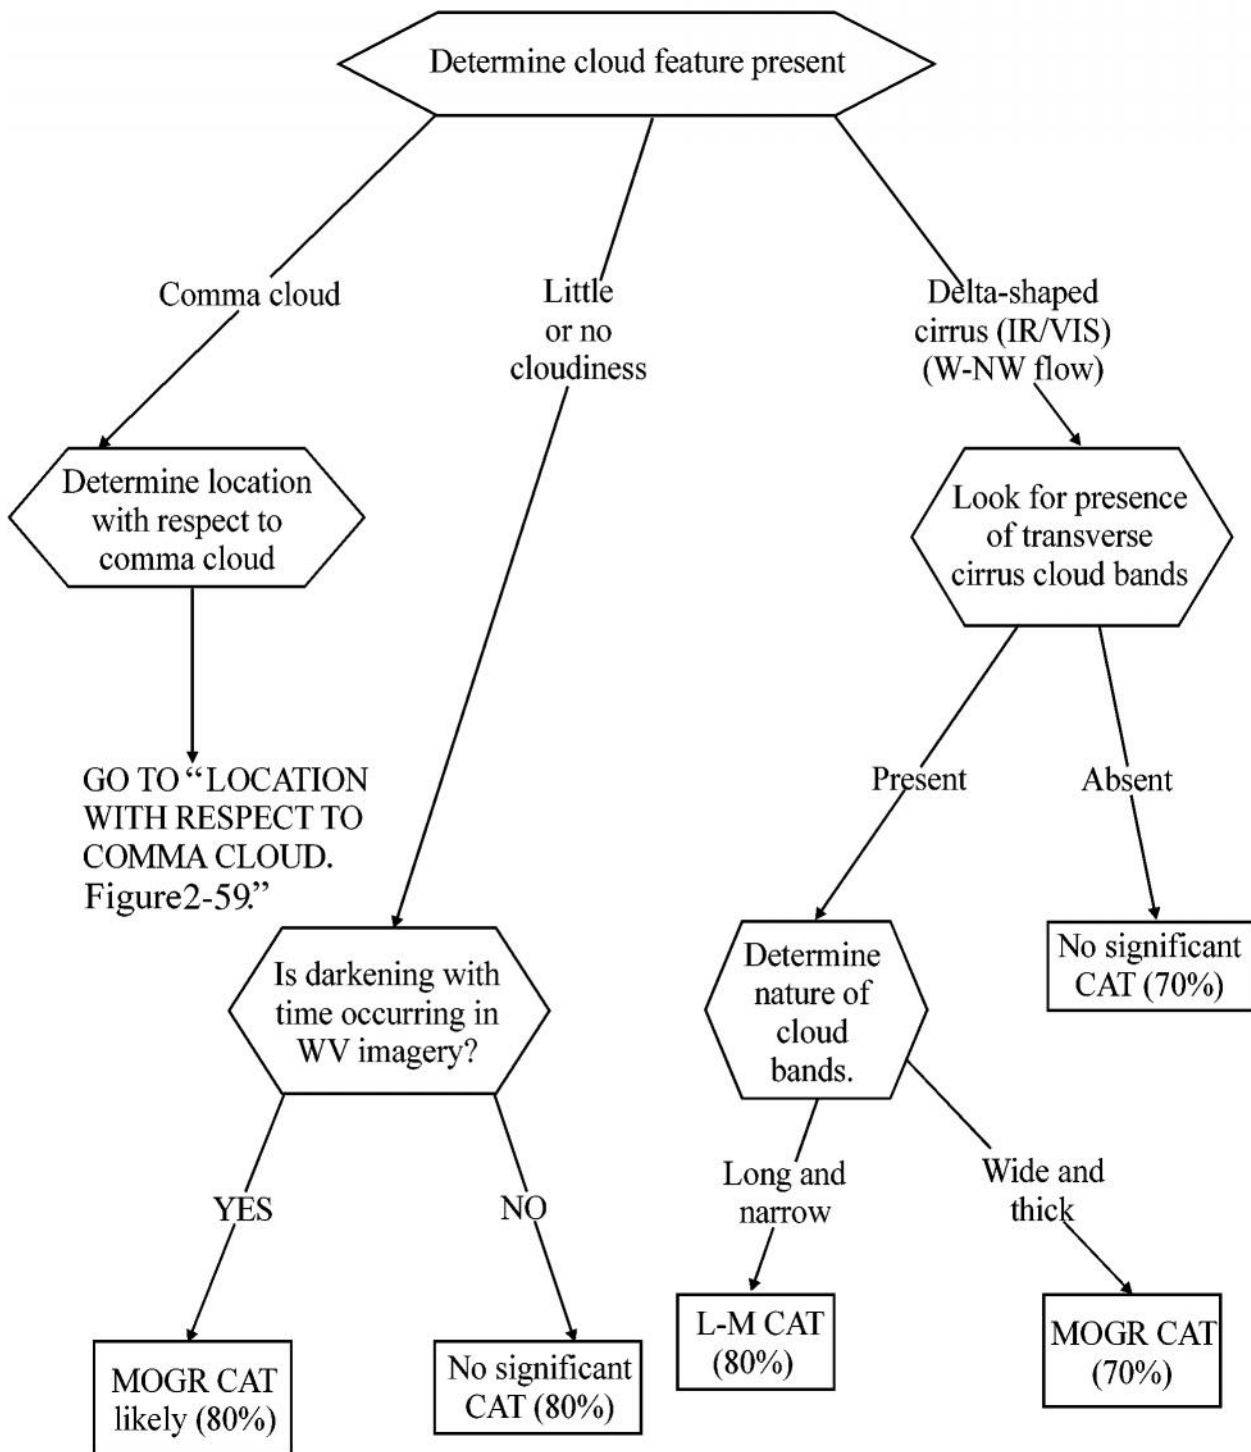 Determine cloud feature present
Comma cloud
Little
or no
cloudiness
Delta-shaped
cirrus (IR/VIS)
(W-NW flow)
Determine location
with respect to
comma cloud
Look for presence
of transverse
cirrus cloud bands
GO TO “LOCATION
WITH RESPECT TO
COMMA CLOUD.
Figure2-59.”
Present
Absent
Is darkening with
time occurring in
WV imagery?
Determine
nature of
cloud
bands.
No significant
CAT (70%)
YES
NO
Long and
narrow
Wide and
thick
MOGR CAT
likely (80%)
No significant
CAT (80%)
L-M CAT
(80%)
MOGR CAT
(70%)